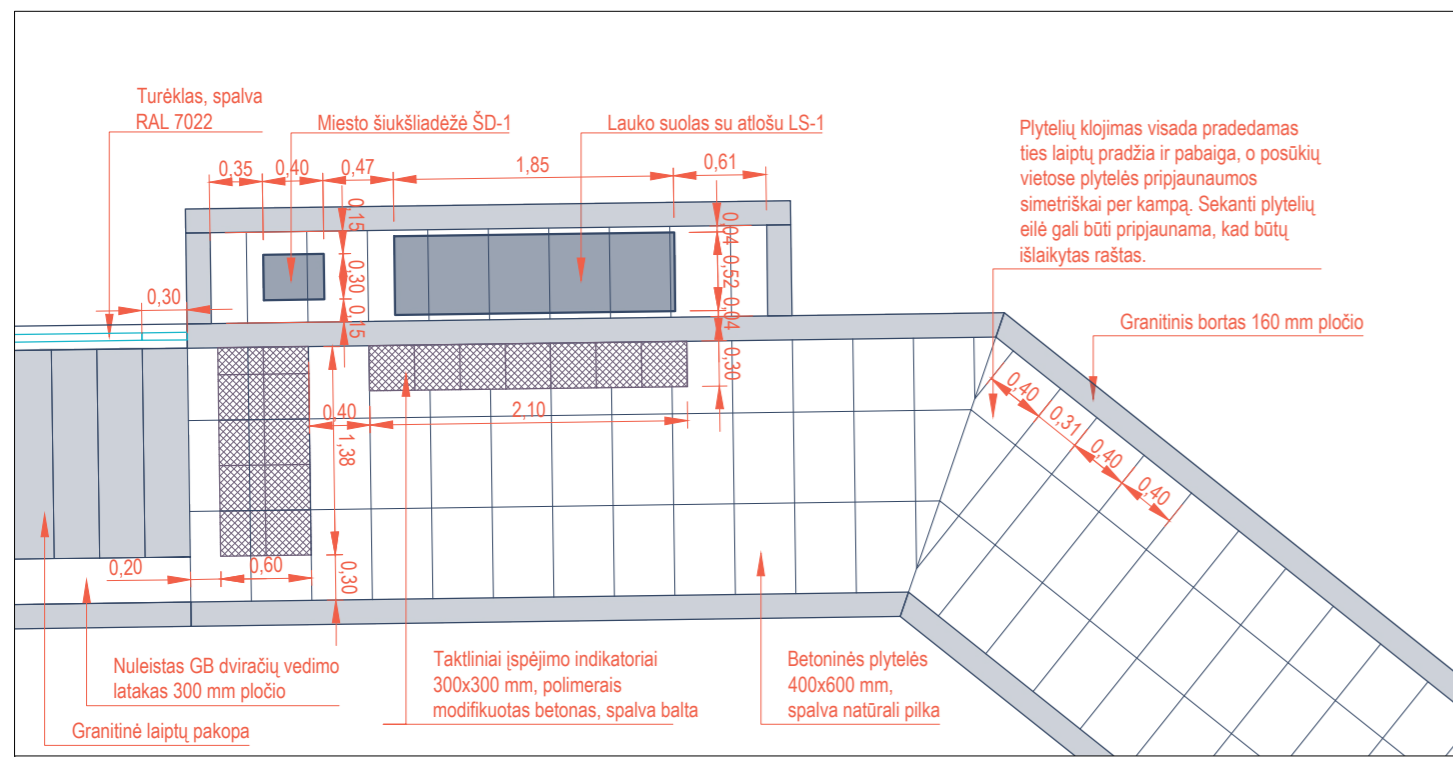 Turėklas, spalva
RAL 7022
Miesto šiukšliadėžė ŠD-1
Lauko suolas su atlošu LS-1
Plytelių klojimas visada pradedamas
ties laiptų pradžia ir pabaiga, o posūkių
vietose plytelės pripjaunaumos
simetriškai per kampą. Sekanti plytelių
eilė gali būti pripjaunama, kad būtų
išlaikytas raštas.
0,35
0,40
0,47
1,85
0,61
0,15
0,30
0,15
0,04
0,52
0,04
0,30
0,30
Granitinis bortas 160 mm pločio
0,40
0,31
0,40
0,40
0,40
2,10
1,38
0,20
0,60
0,30
Nuleistas GB dviračių vedimo
latakas 300 mm pločio
Granitinė laiptų pakopa
Taktliniai įspėjimo indikatoriai
300x300 mm, polimerais
modifikuotas betonas, spalva balta
Betoninės plytelės
400x600 mm,
spalva natūrali pilka